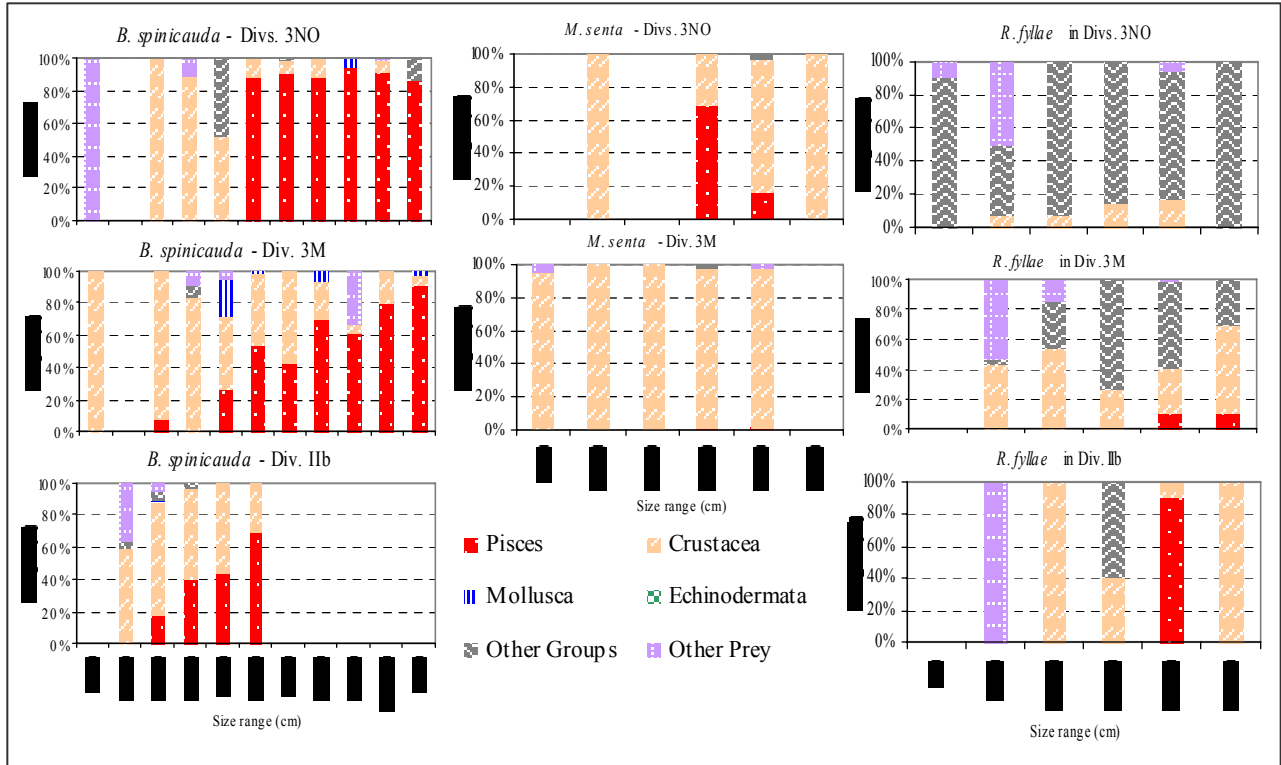 B. spinicauda - Divs. 3NO
100%
80%
60%
40%
20%
0%
M. senta - Divs. 3NO
100%
80%
60%
40%
20%
0%
R. fyllae in Divs. 3NO
100%
80%
60%
40%
20%
0%
B. spinicauda - Div. 3M
100%
80%
60%
40%
20%
0%
M. senta - Div. 3M
100%
80%
60%
40%
20%
0%
R. fyllae in Div. 3M
100%
80%
60%
40%
20%
0%
B. spinicauda - Div. IIb
100%
80%
60%
40%
20%
0%
Size range (cm)
Size range (cm)
Pisces
Crustacea
Mollusca
Echinodermata
Other Groups
Other Prey
R. fyllae in Div. IIb
100%
80%
60%
40%
20%
0%
Size range (cm)